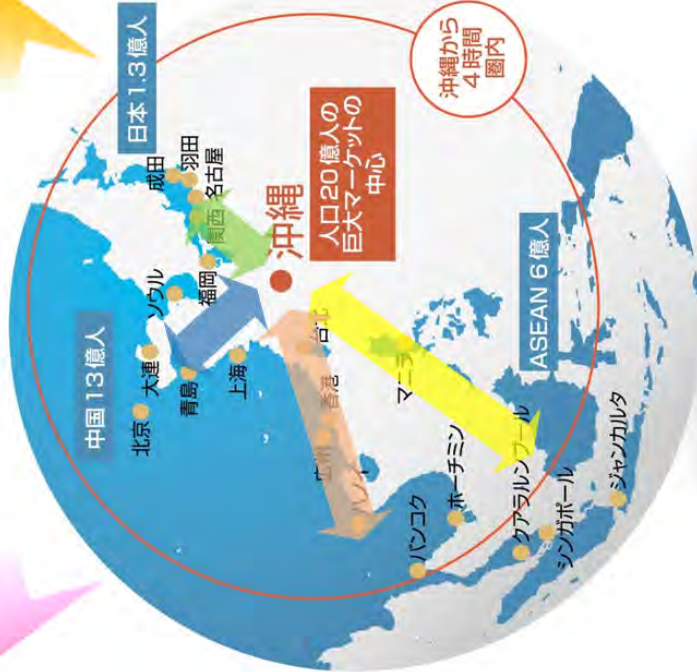 日本1.3億人
中国13億人
ASEAN 6億人
沖縄から
4時間
圏内
沖縄
人口20億人の
巨大マーケットの
中心
成田
羽田
名古屋
関西
福岡
ソウル
大連
北京
青島
上海
台北
香港
広州
ハノイ
マニラ
バンコク
ホーチミン
クアラルンプール
シンガポール
ジャンカルタ